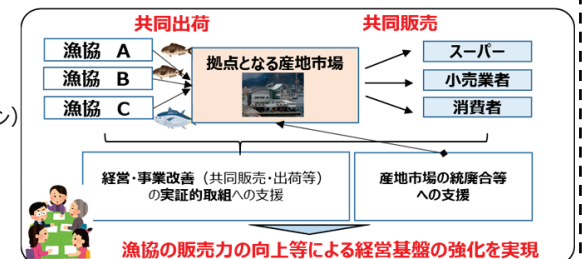 共同出荷
共同販売
漁協 A
漁協 B
漁協 C
拠点となる産地市場
スーパー
小売業者
消費者
ン）
経営・事業改善（共同販売・出荷等）
の実証的取組への支援
産地市場の統廃合等
への支援
漁協の販売力の向上等による経営基盤の強化を実現